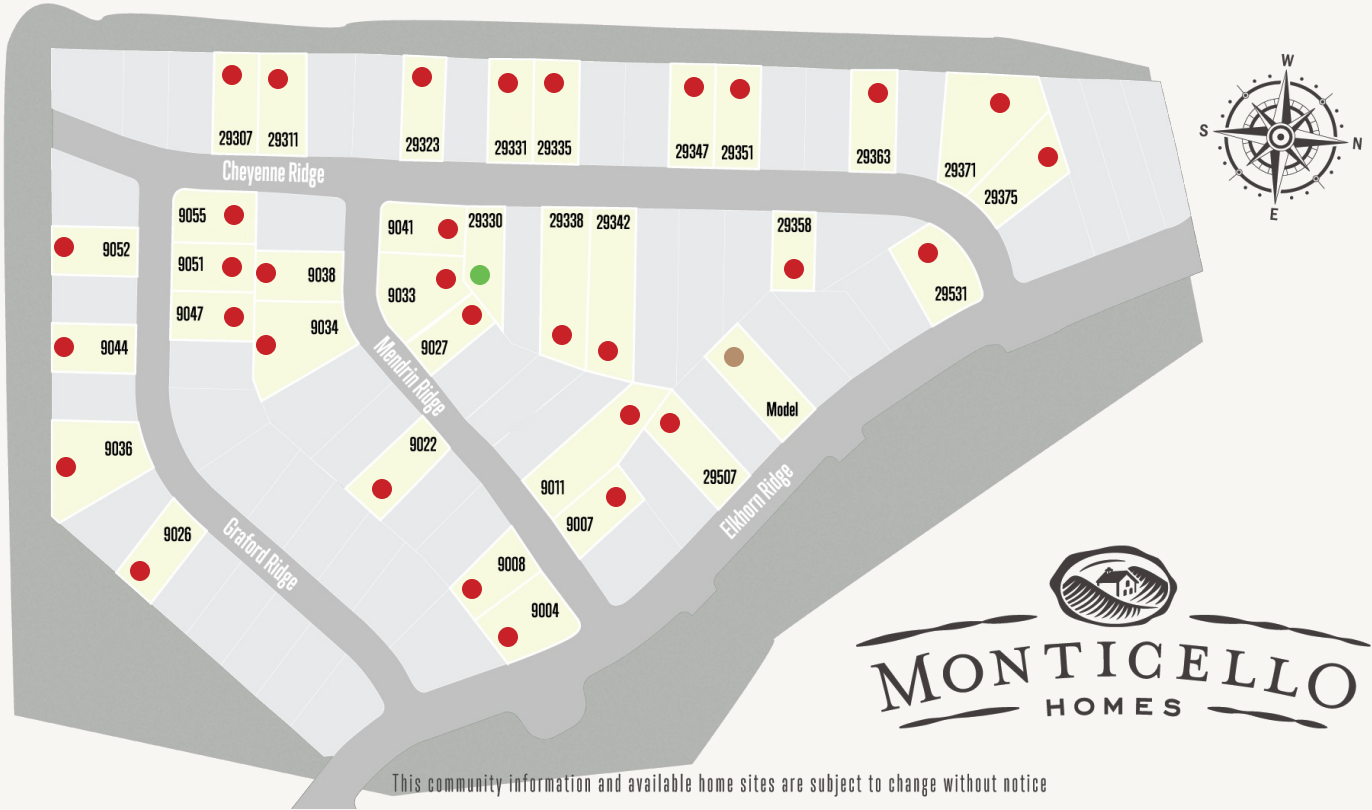 W
S
N
E
29307
29311
29323
29331
29335
29347
29351
29363
29371
29375
Cheyenne Ridge
9055
9041
29330
29338
29342
29358
9052
9051
9038
9033
29531
9047
9034
9027
9044
Mendrin Ridge
Model
9036
9022
29507
9011
9007
Elkhorn Ridge
9026
Graford Ridge
9008
9004
MONTICELLO
HOMES
This community information and available home sites are subject to change without notice